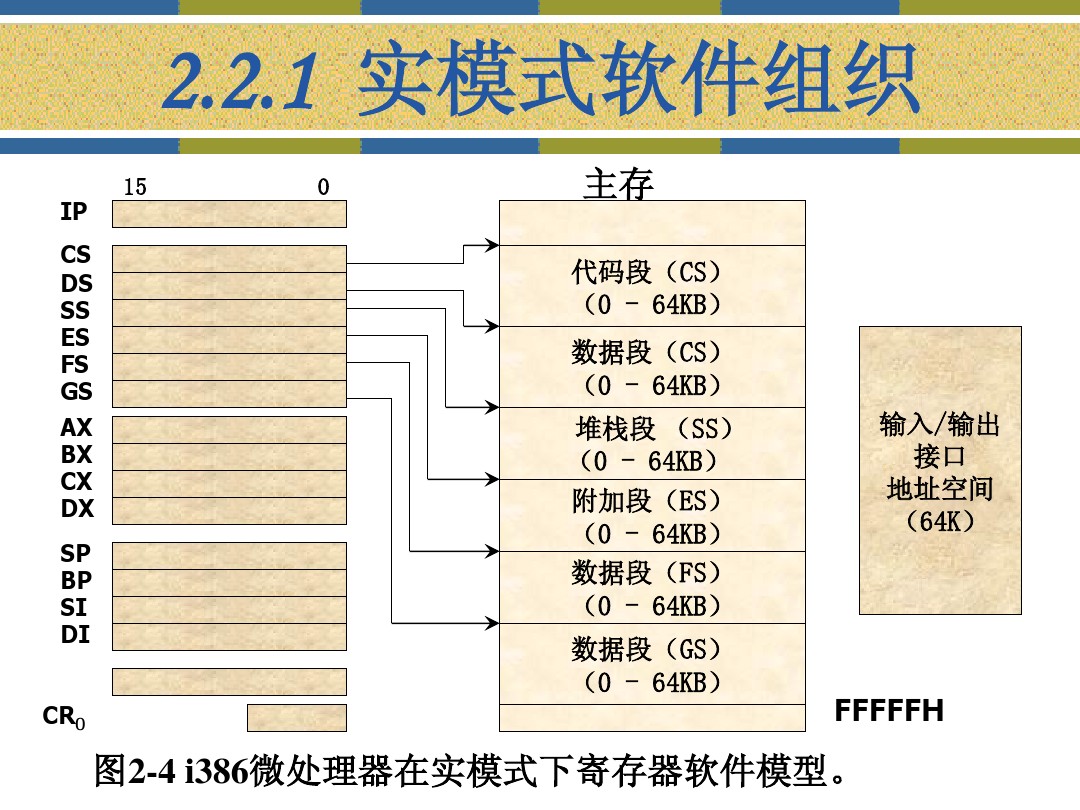 2.2.1 实模式软件组织
15 0
主存
IP
CS
DS
SS
ES
FS
GS
AX
BX
CX
DX
SP
BP
SI
DI
CR0
代码段（CS）
（0 - 64KB）
数据段（CS）
（0 - 64KB）
堆栈段 （SS）
（0 - 64KB）
附加段（ES）
（0 - 64KB）
数据段（FS）
（0 - 64KB）
数据段（GS）
（0 - 64KB）
输入/输出
接口
地址空间
（64K）
FFFFFH
图2-4 i386微处理器在实模式下寄存器软件模型。